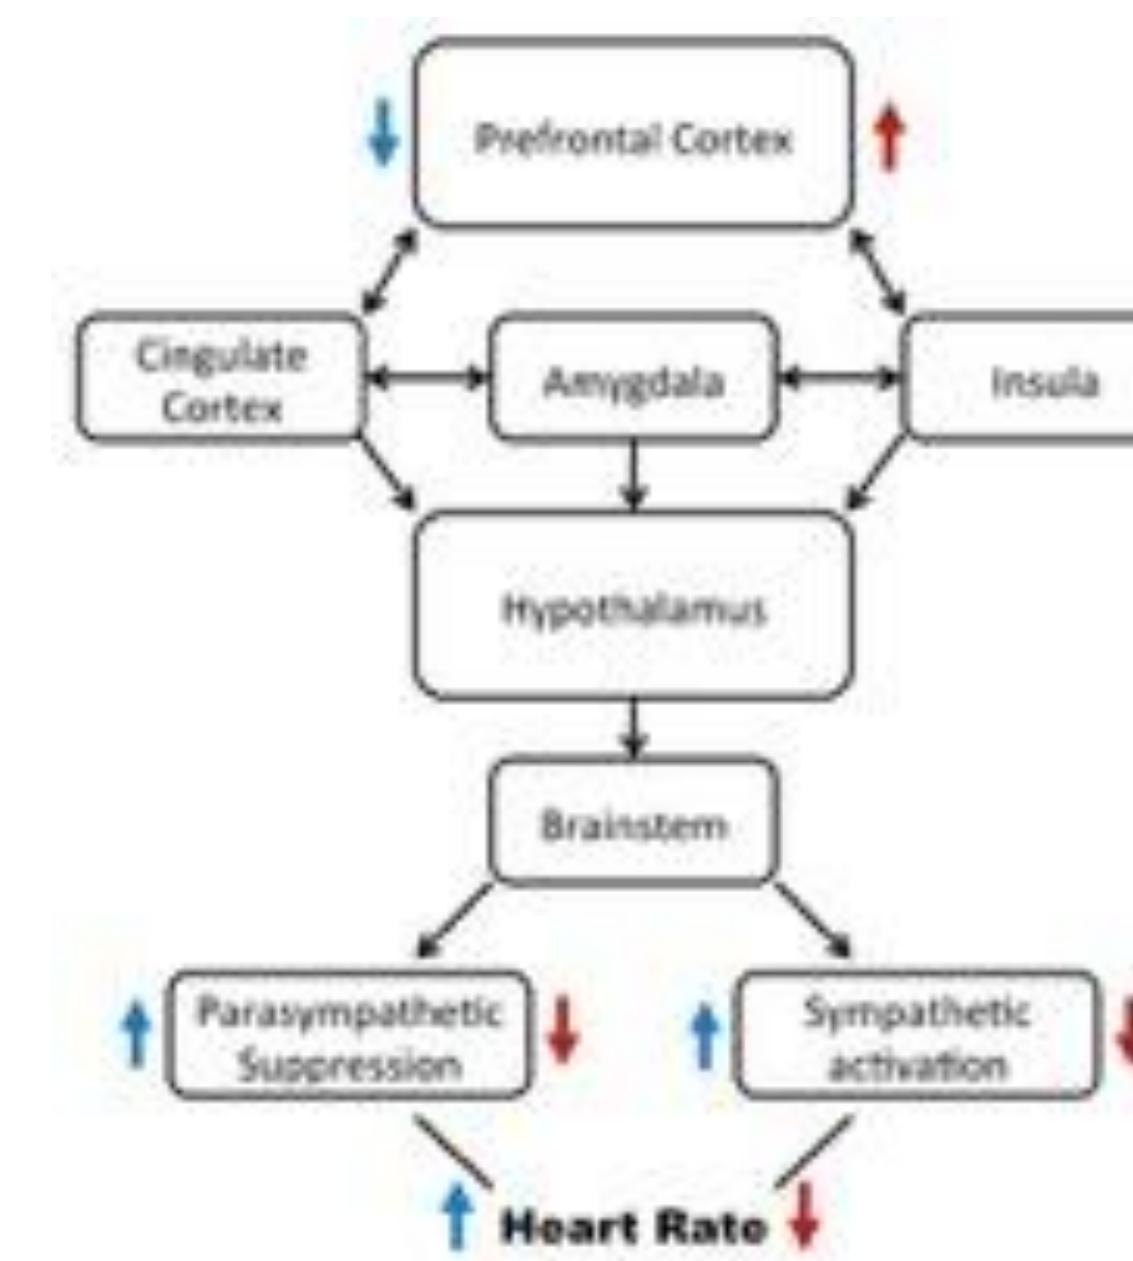 Prefrontal Cortex
Cingulate
Cortex
Amygdala
Insula
Hypothalamus
Brainstem
Parasympathetic
Suppression
Sympathetic
activation
Heart Rate